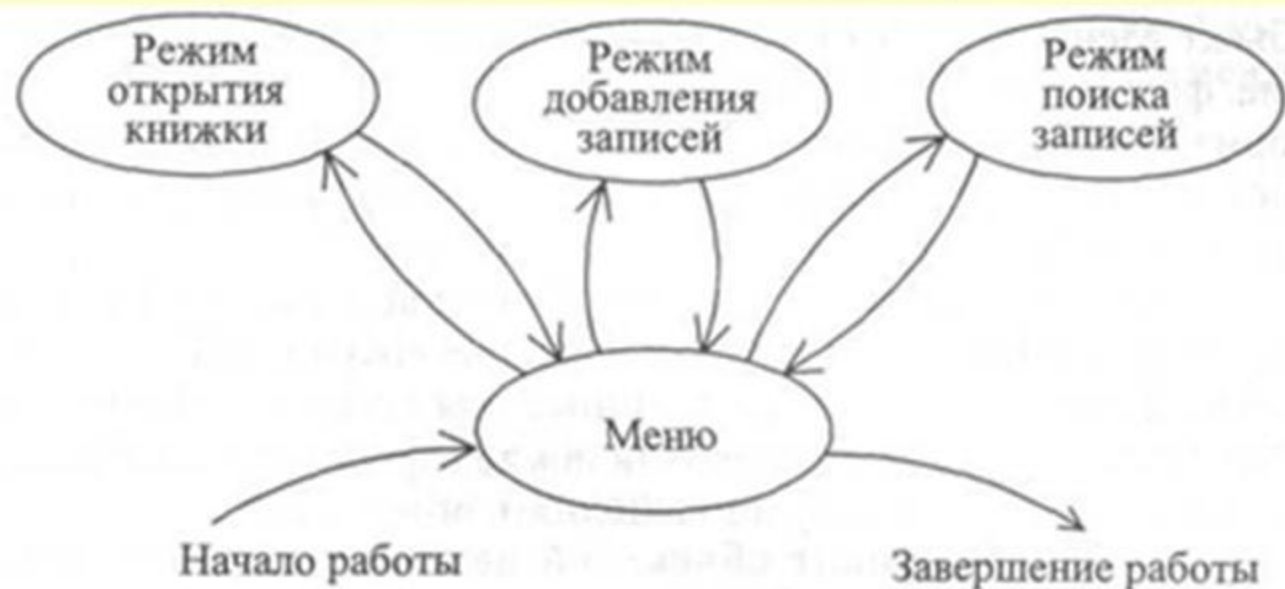 Режим
открытия
книжки
Режим
добавления
записей
Режим
поиска
записей
Меню
Начало работы
Завершение работы